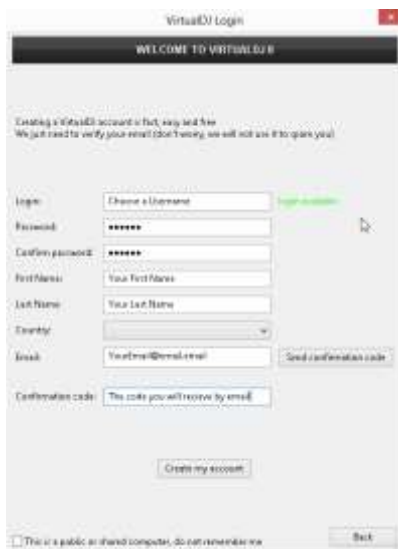 VirtualDJ Login
WELCOME TO VIRTUALDJ 8
Creating a VirtualDJ account is fast, easy and free
We just need to verify your email (don't worry, we will not use it to spam you)
Login: Choose a Username login available
Password: ••••••
Confirm password: ••••••
First Name: Your First Name
Last Name: Your Last Name
Country:
Email: YourEmail@email.email Send confirmation code
Confirmation code: The code you will recieve by email
Create my account
This is a public or shared computer, do not remember me Back